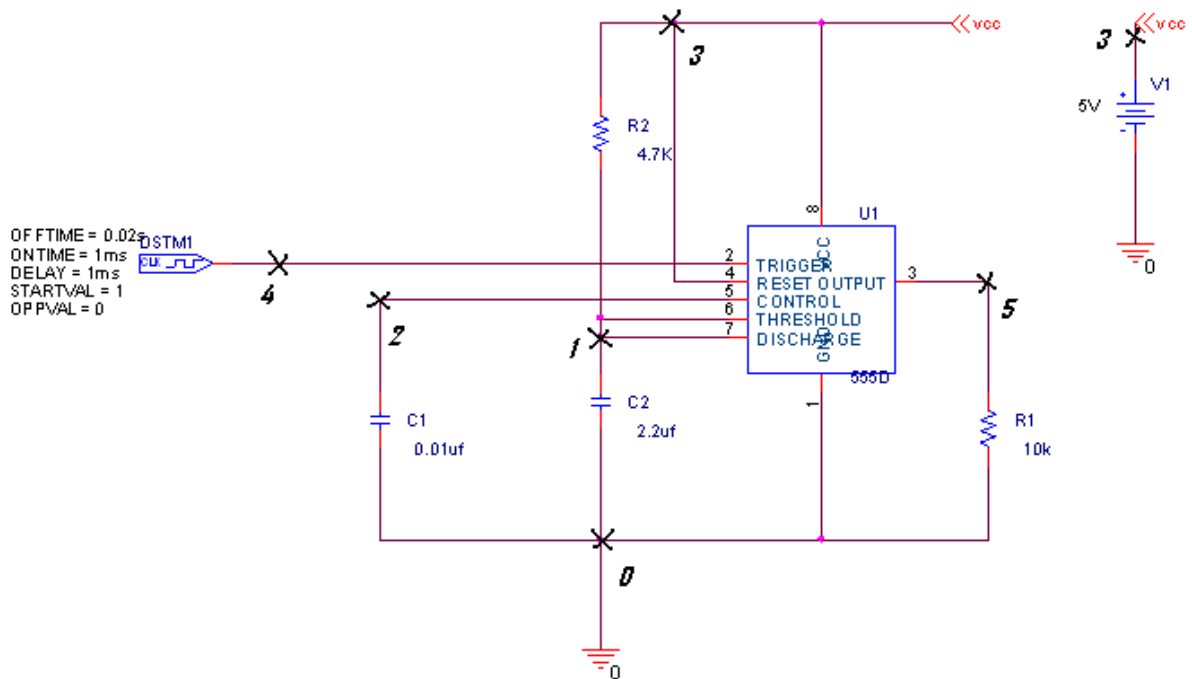 vcc
vcc
3
3
V1
5V
R2
4.7K
8
U1
OFFTIME = 0.02s
DSTM1
ONTIME = 1ms
CLK
DELAY = 1ms
STARTVAL = 1
OPPVAL = 0
4
2
TRIGGER
VCC
4
RESET
OUTPUT
3
5
CONTROL
6
THRESHOLD
7
DISCHARGE
GND
555D
1
0
5
2
1
C1
0.01uf
C2
2.2uf
R1
10k
0
0